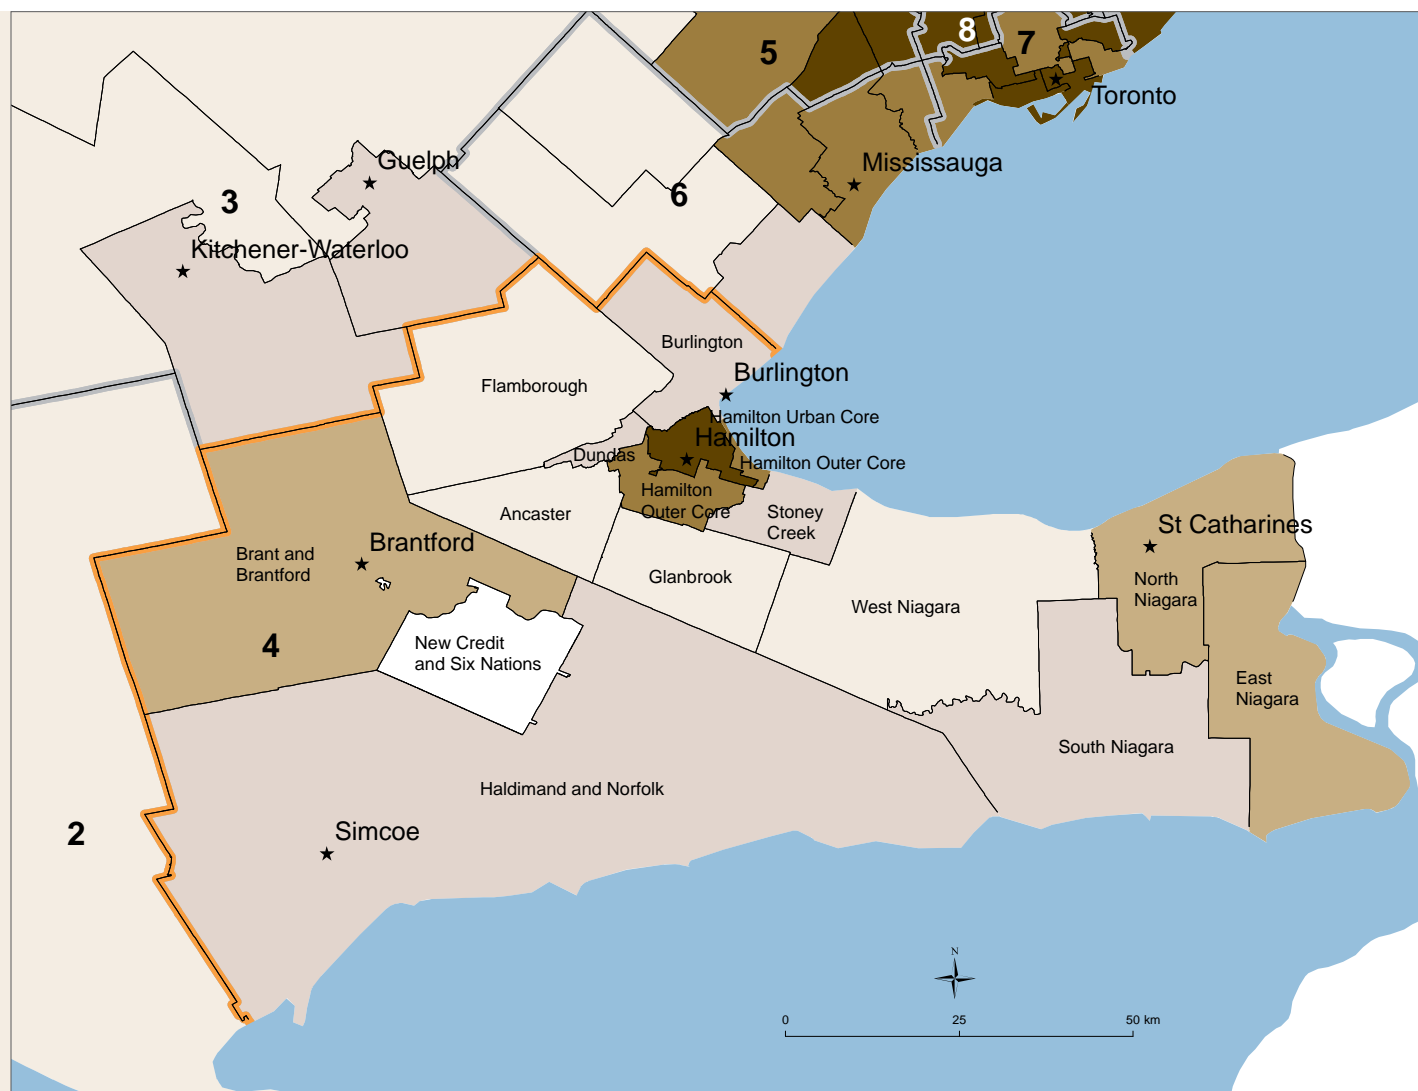 8
7
5
Toronto
Guelph
Mississauga
3
6
Kitchener-Waterloo
Burlington
Burlington
Flamborough
Hamilton Urban Core
Hamilton
Dundas
Hamilton Outer Core
Hamilton
Outer Core
Ancaster
Stoney
Creek
St Catharines
Brantford
Brant and
Brantford
Glanbrook
North
Niagara
West Niagara
4
New Credit
and Six Nations
East
Niagara
South Niagara
Haldimand and Norfolk
2
Simcoe
N
0
25
50 km